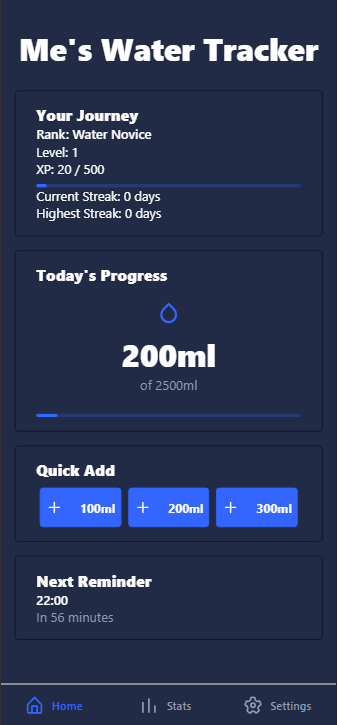 Me's Water Tracker
Your Journey
Rank: Water Novice
Level: 1
XP: 20 / 500
Current Streak: 0 days
Highest Streak: 0 days
Today's Progress
200ml
of 2500ml
Quick Add
+ 100ml + 200ml + 300ml
Next Reminder
22:00
In 56 minutes
Home Stats Settings